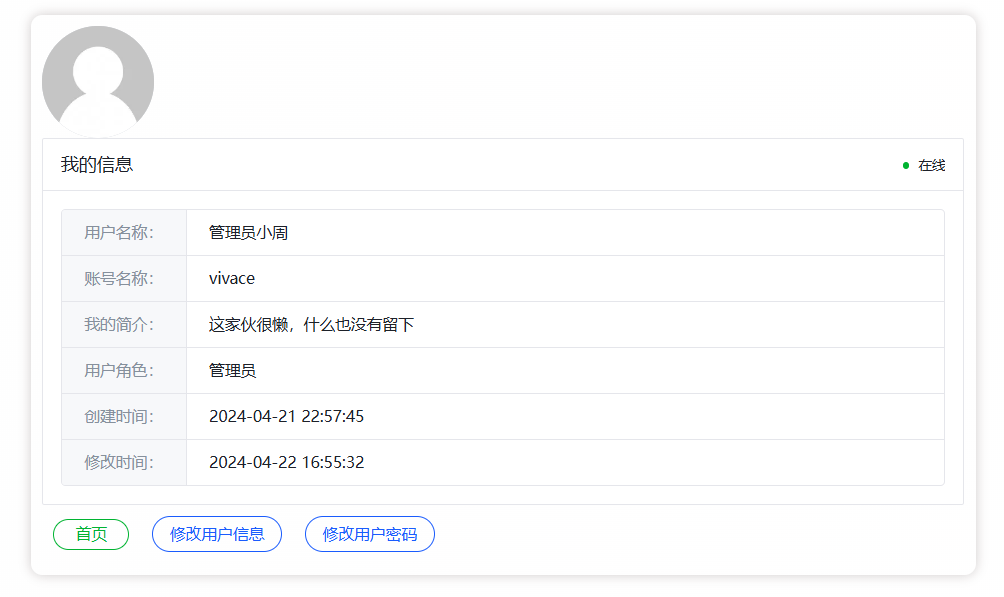 我的信息 在线
用户名称： 管理员小周
账号名称： vivace
我的简介： 这家伙很懒，什么也没有留下
用户角色： 管理员
创建时间： 2024-04-21 22:57:45
修改时间： 2024-04-22 16:55:32
首页 修改用户信息 修改用户密码